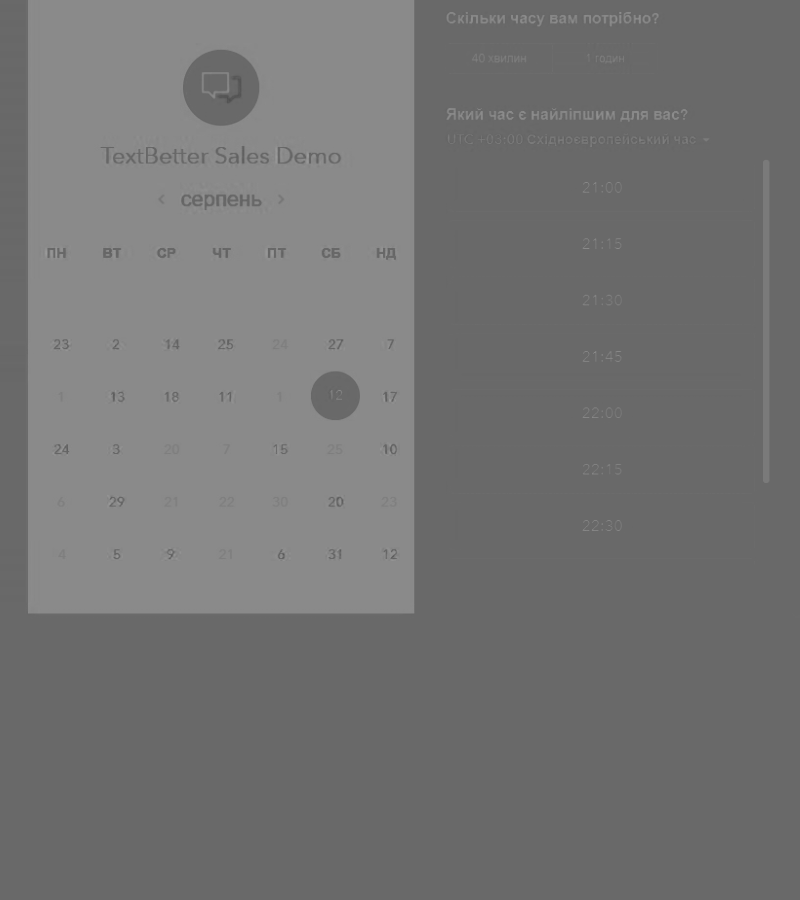 TextBetter Sales Demo
серпень
ПН ВТ СР ЧТ ПТ СБ НД
23 2 14 25 24 27 7
1 13 18 11 1 12 17
24 3 20 7 15 25 10
6 29 21 22 30 20 23
4 5 9 21 6 31 12
Скільки часу вам потрібно?
40 хвилин 1 годин
Який час є найліпшим для вас?
UTC +03:00 Східноєвропейський час
21:00
21:15
21:30
21:45
22:00
22:15
22:30